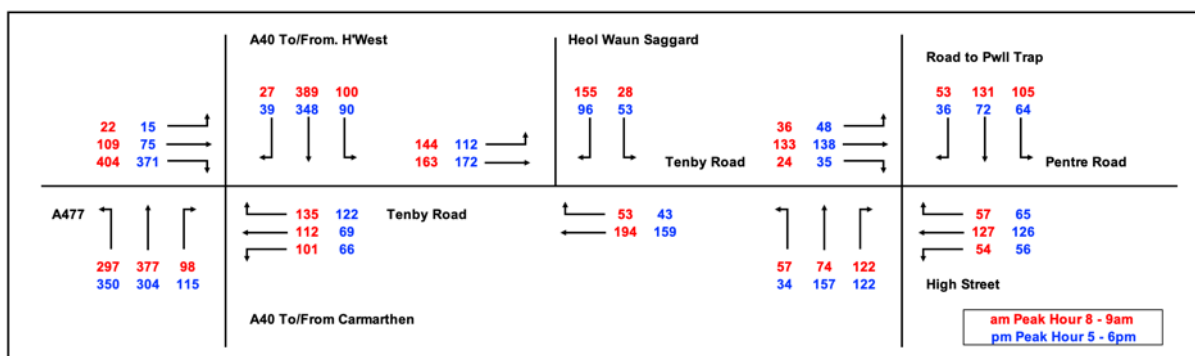 A40 To/From. H'West Heol Waun Saggard
Road to Pwll Trap
27 389 100 155 28 53 131 105
39 348 90 96 53 36 72 64
22 15 36 48
109 75 144 112 133 138
404 371 163 172 Tenby Road 24 35 Pentre Road
A477 135 122 Tenby Road 53 43 57 65
112 69 194 159 127 126
101 66 54 56
297 377 98 57 74 122
350 304 115 34 157 122 High Street
A40 To/From Carmarthen
am Peak Hour 8 - 9am
pm Peak Hour 5 - 6pm